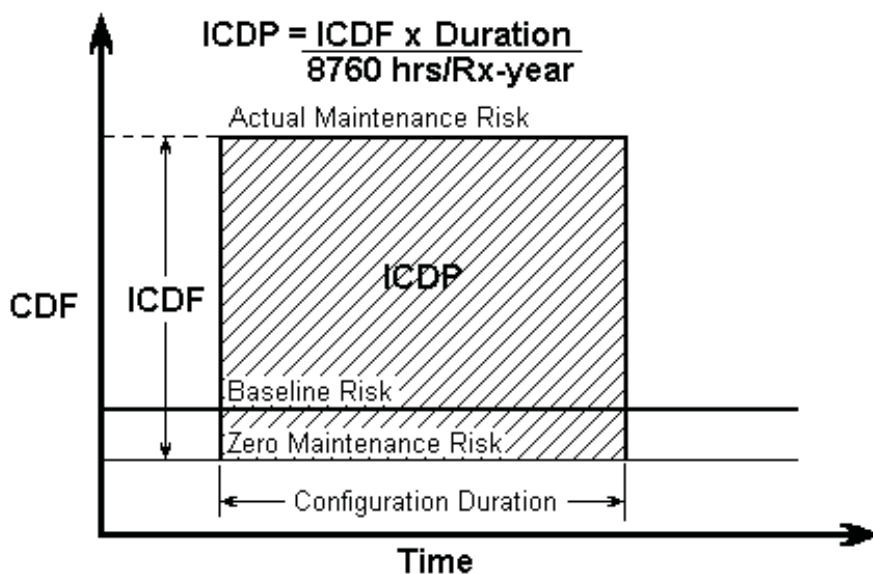 ICDP = ICDF x Duration
8760 hrs/Rx-year
Actual Maintenance Risk
ICDP
CDF
ICDF
Baseline Risk
Zero Maintenance Risk
Configuration Duration
Time